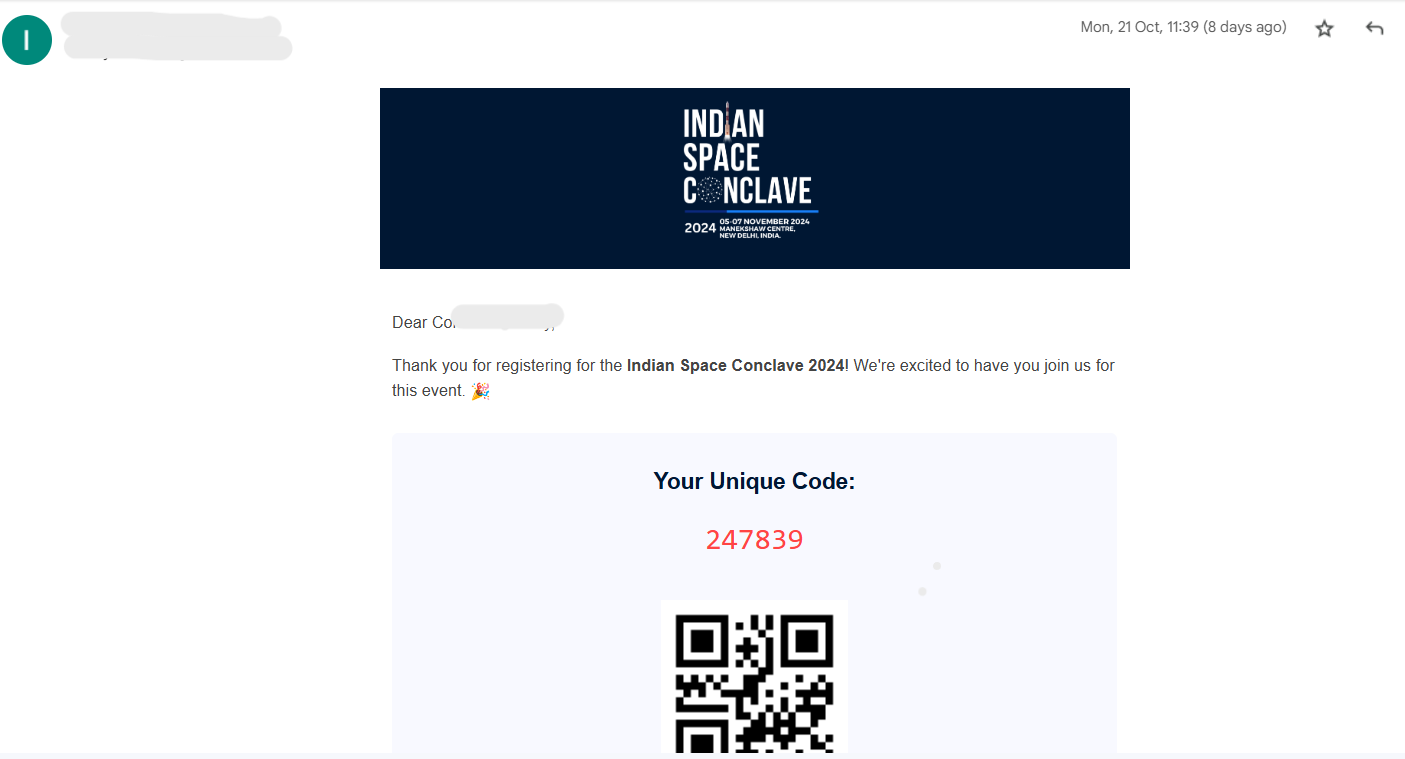 I
Mon, 21 Oct, 11:39 (8 days ago)
INDIAN
SPACE
CONCLAVE
2024
05-07 NOVEMBER 2024
MANEKSHAW CENTRE,
NEW DELHI, INDIA.
Dear
Thank you for registering for the Indian Space Conclave 2024! We're excited to have you join us for
this event. 🎉
Your Unique Code:
247839